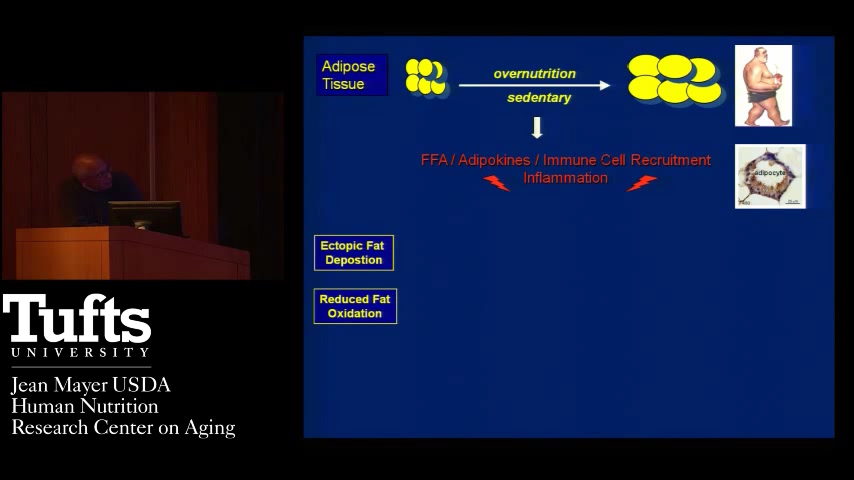 Adipose
Tissue
overnutrition
sedentary
FFA / Adipokines / Immune Cell Recruitment
Inflammation
adipocyte
Ectopic Fat
Depostion
Reduced Fat
Oxidation
Tufts
UNIVERSITY
Jean Mayer USDA
Human Nutrition
Research Center on Aging